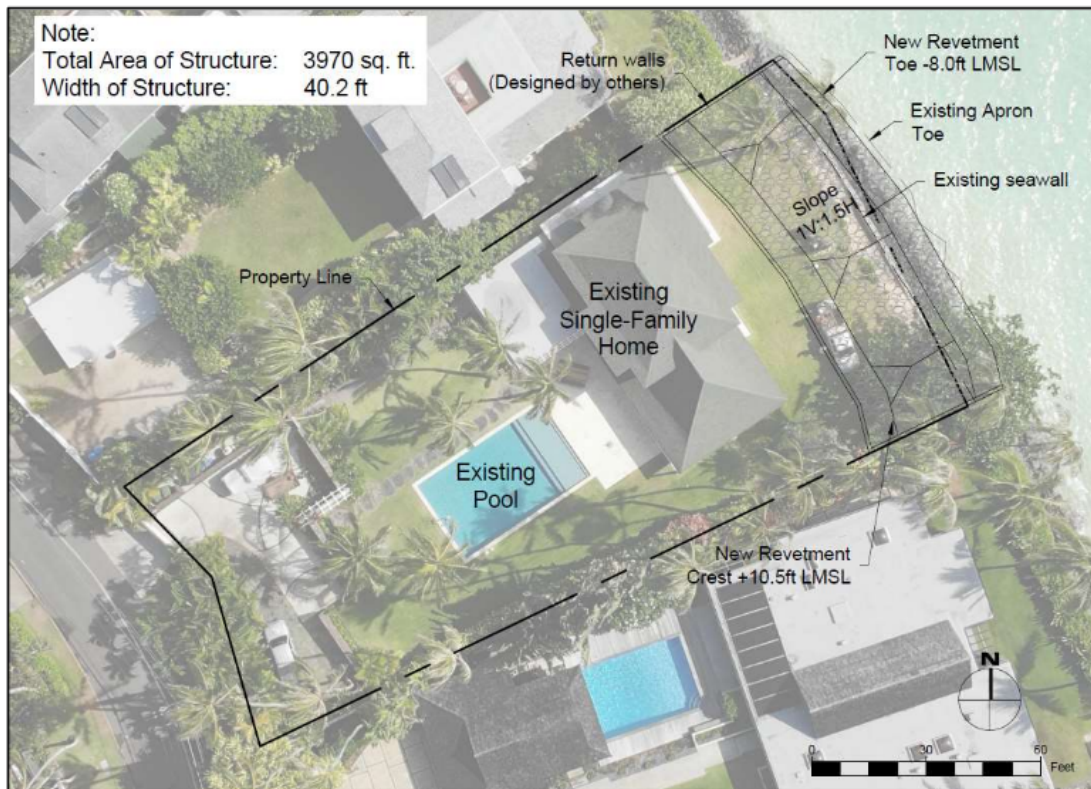 Note:
Total Area of Structure: 3970 sq. ft.
Width of Structure: 40.2 ft
New Revetment
Toe -8.0ft LMSL
Return walls
(Designed by others)
Existing Apron
Toe
Existing seawall
Slope
1V:1.5H
Property Line
Existing
Single-Family
Home
Existing
Pool
New Revetment
Crest +10.5ft LMSL
N
0 30 60
Feet